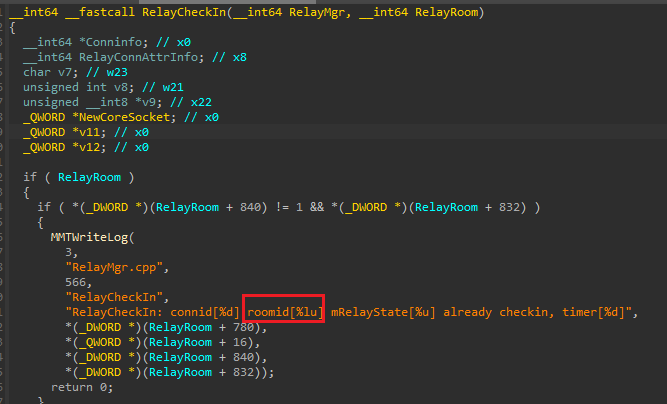 __int64 __fastcall RelayCheckIn(__int64 RelayMgr, __int64 RelayRoom)
{
__int64 *Conninfo; // x0
__int64 RelayConnAttrInfo; // x8
char v7; // w23
unsigned int v8; // w21
unsigned __int8 *v9; // x22
_QWORD *NewCoreSocket; // x0
_QWORD *v11; // x0
_QWORD *v12; // x0
if ( RelayRoom )
{
if ( *(_DWORD *)(RelayRoom + 840) != 1 && *(_DWORD *)(RelayRoom + 832) )
{
MMTWriteLog(
3,
"RelayMgr.cpp",
566,
"RelayCheckIn",
"RelayCheckIn: connid[%d] roomid[%lu] mRelayState[%u] already checkin, timer[%d]",
*(_DWORD *)(RelayRoom + 780),
*(_QWORD *)(RelayRoom + 16),
*(_DWORD *)(RelayRoom + 840),
*(_DWORD *)(RelayRoom + 832));
return 0;
}